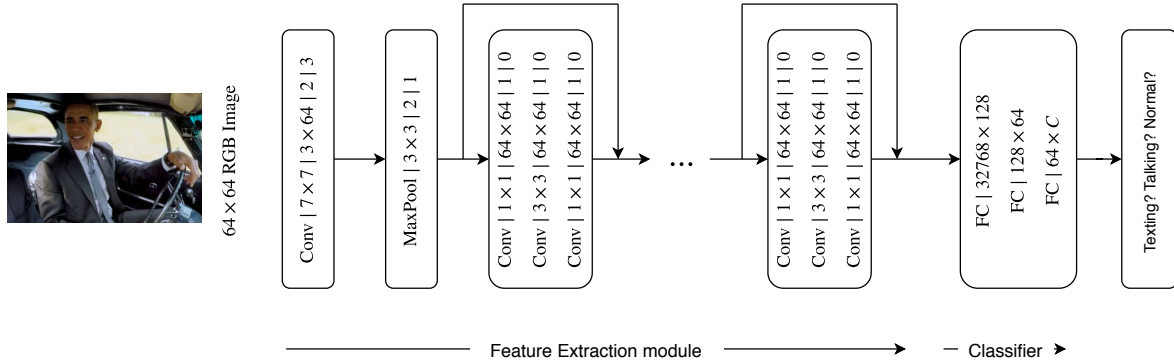 64 × 64 RGB Image
Conv | 7 × 7 | 3 × 64 | 2 | 3
MaxPool | 3 × 3 | 2 | 1
Conv | 1 × 1 | 64 × 64 | 1 | 0
Conv | 3 × 3 | 64 × 64 | 1 | 0
Conv | 1 × 1 | 64 × 64 | 1 | 0
...
Conv | 1 × 1 | 64 × 64 | 1 | 0
Conv | 3 × 3 | 64 × 64 | 1 | 0
Conv | 1 × 1 | 64 × 64 | 1 | 0
FC | 32768 × 128
FC | 128 × 64
FC | 64 × C
Texting? Talking? Normal?
Feature Extraction module
Classifier